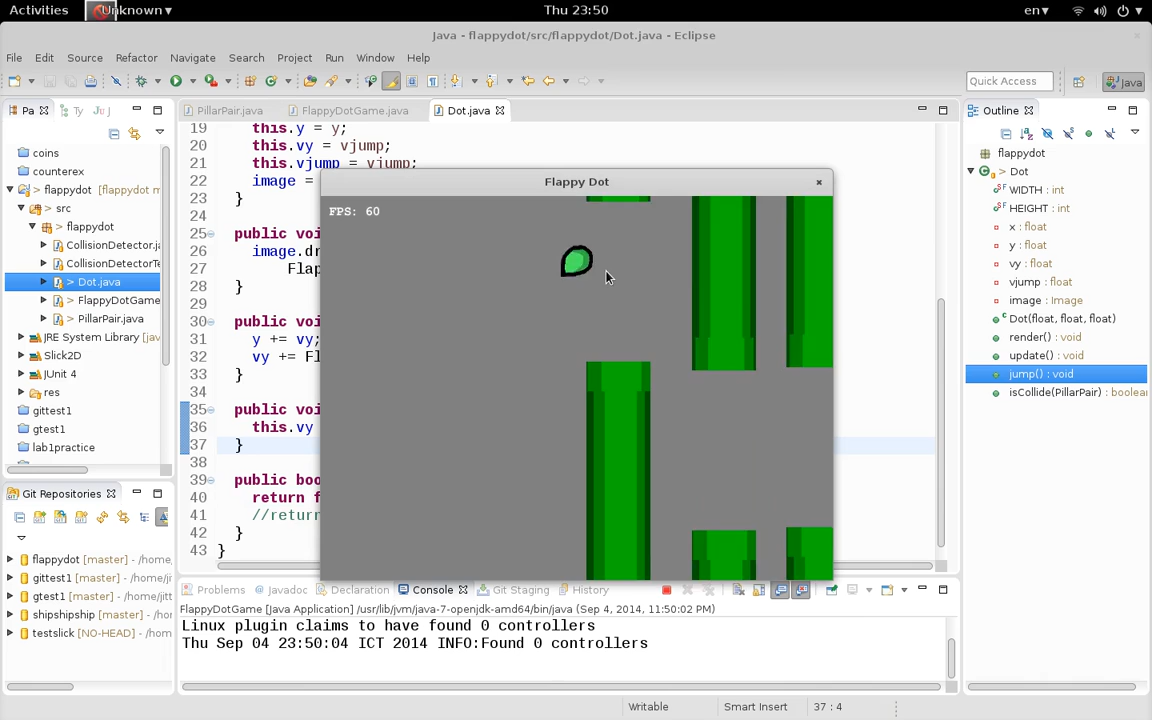 Activities Unknown Thu 23:50 en
Java - flappydot/src/flappydot/Dot.java - Eclipse
File Edit Source Refactor Navigate Search Project Run Window Help
Quick Access Java
Pa Ty Ju
PillarPair.java FlappyDotGame.java Dot.java
Outline
coins
counterex
> flappydot [flappydot m
> src
> flappydot
CollisionDetector.ja
CollisionDetectorTe
> Dot.java
> FlappyDotGame
> PillarPair.java
JRE System Library [jav
Slick2D
JUnit 4
> res
gittest1
gtest1
lab1practice
19 this.y = y;
20 this.vy = vjump;
21 this.vjump = vjump;
22 image =
23 }
24
25 public voi
26 image.dr
27 Flap
28 }
29
30 public voi
31 y += vy;
32 vy += Fl
33 }
34
35 public voi
36 this.vy
37 }
38
39 public boo
40 return f
41 //return
42 }
43 }
Flappy Dot
FPS: 60
flappydot
> Dot
WIDTH : int
HEIGHT : int
x : float
y : float
vy : float
vjump : float
image : Image
Dot(float, float, float)
render() : void
update() : void
jump() : void
isCollide(PillarPair) : boolea
Git Repositories
flappydot [master] - /home,
gittest1 [master] - /home/ji
gtest1 [master] - /home/jitt
shipshipship [master] - /ho
testslick [NO-HEAD] - /hom
Problems Javadoc Declaration Console Git Staging History
FlappyDotGame [Java Application] /usr/lib/jvm/java-7-openjdk-amd64/bin/java (Sep 4, 2014, 11:50:02 PM)
Linux plugin claims to have found 0 controllers
Thu Sep 04 23:50:04 ICT 2014 INFO:Found 0 controllers
Writable Smart Insert 37 : 4